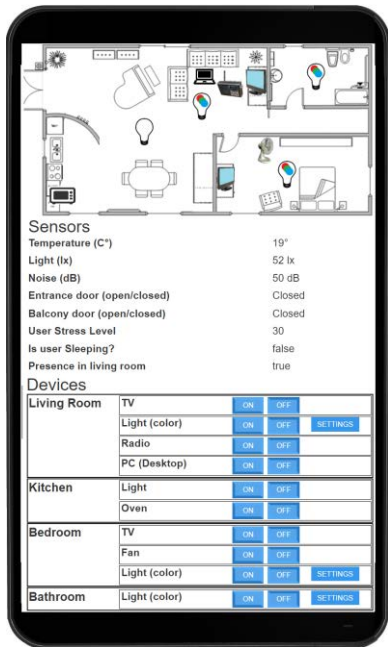 Sensors
Temperature (C°) 19°
Light (lx) 52 lx
Noise (dB) 50 dB
Entrance door (open/closed) Closed
Balcony door (open/closed) Closed
User Stress Level 30
Is user Sleeping? false
Presence in living room true
Devices
Living Room TV ON OFF
Light (color) ON OFF SETTINGS
Radio ON OFF
PC (Desktop) ON OFF
Kitchen Light ON OFF
Oven ON OFF
Bedroom TV ON OFF
Fan ON OFF
Light (color) ON OFF SETTINGS
Bathroom Light (color) ON OFF SETTINGS